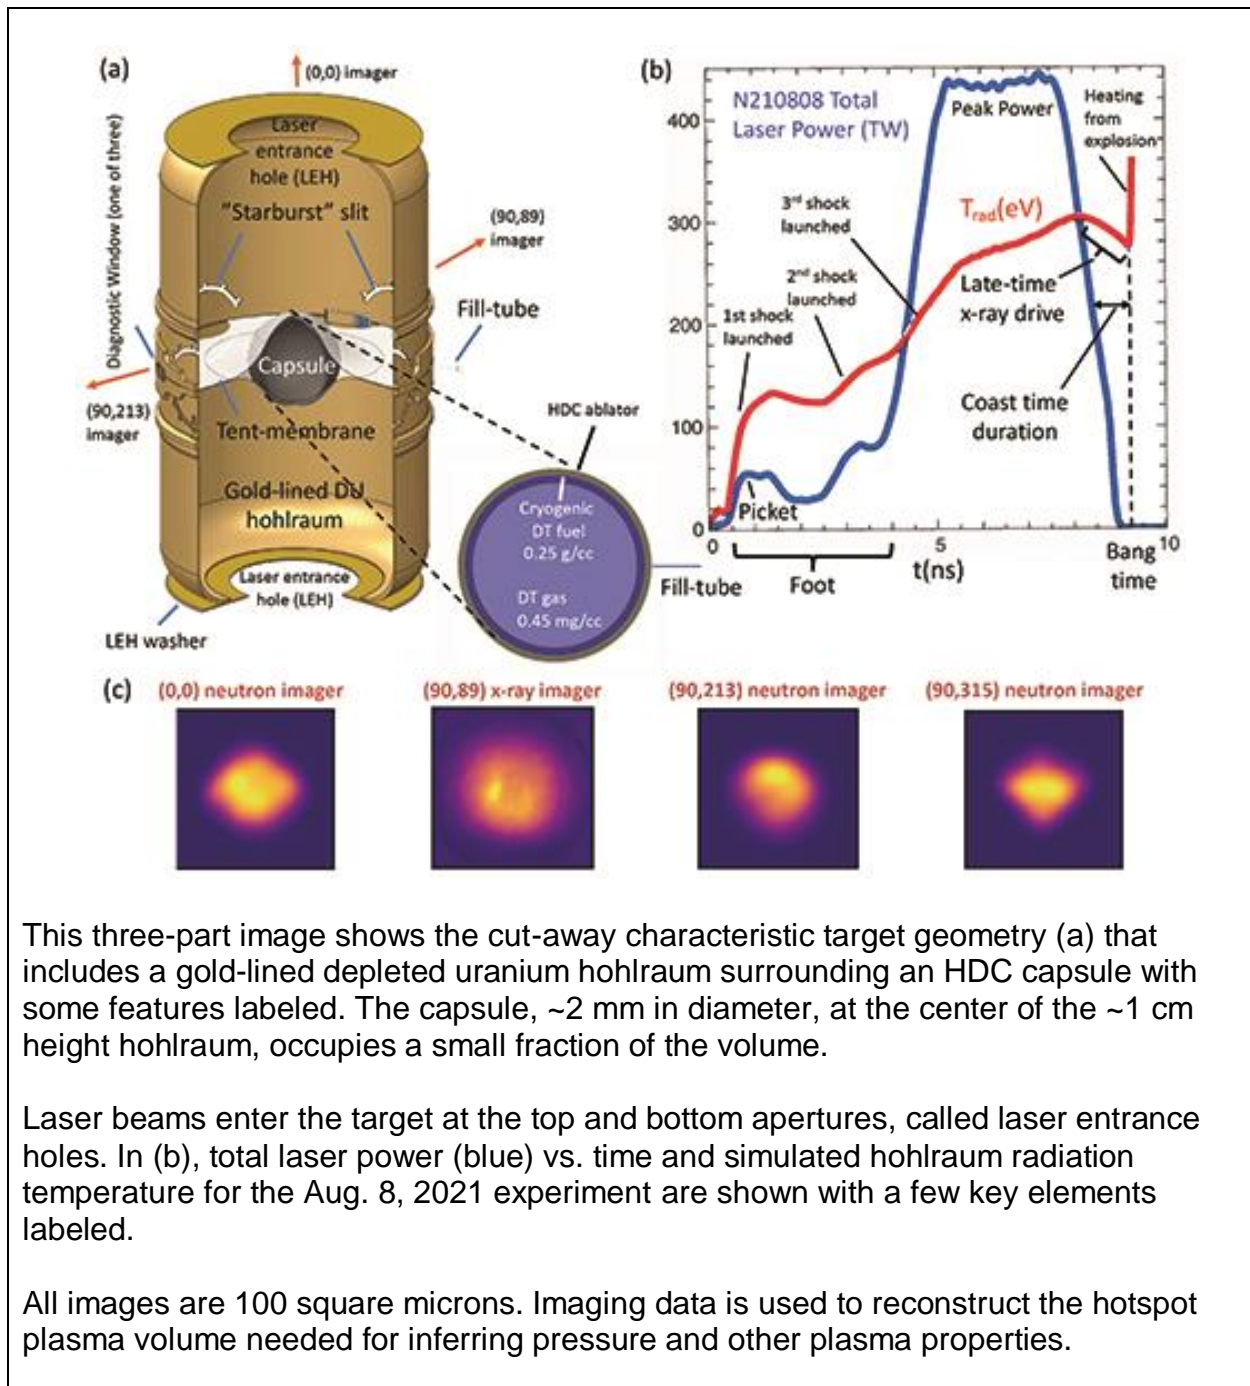 (a)
(0,0) imager
Laser
entrance
hole (LEH)
"Starburst" slit
Diagnostic Window (one of three)
(90,89)
imager
Fill-tube
Capsule
(90,213)
imager
Tent-membrane
Gold-lined DU
hohlraum
Laser entrance
hole (LEH)
LEH washer
HDC ablator
Cryogenic
DT fuel
0.25 g/cc
DT gas
0.45 mg/cc
Fill-tube
(b)
N210808 Total
Laser Power (TW)
Peak Power
Heating
from
explosion
400
300
200
100
0
3rd shock
launched
2nd shock
launched
1st shock
launched
Trad(eV)
Late-time
x-ray drive
Coast time
duration
Picket
0
5
10
Foot
t(ns)
Bang
time
(c)
(0,0) neutron imager
(90,89) x-ray imager
(90,213) neutron imager
(90,315) neutron imager
This three-part image shows the cut-away characteristic target geometry (a) that
includes a gold-lined depleted uranium hohlraum surrounding an HDC capsule with
some features labeled. The capsule, ~2 mm in diameter, at the center of the ~1 cm
height hohlraum, occupies a small fraction of the volume.
Laser beams enter the target at the top and bottom apertures, called laser entrance
holes. In (b), total laser power (blue) vs. time and simulated hohlraum radiation
temperature for the Aug. 8, 2021 experiment are shown with a few key elements
labeled.
All images are 100 square microns. Imaging data is used to reconstruct the hotspot
plasma volume needed for inferring pressure and other plasma properties.